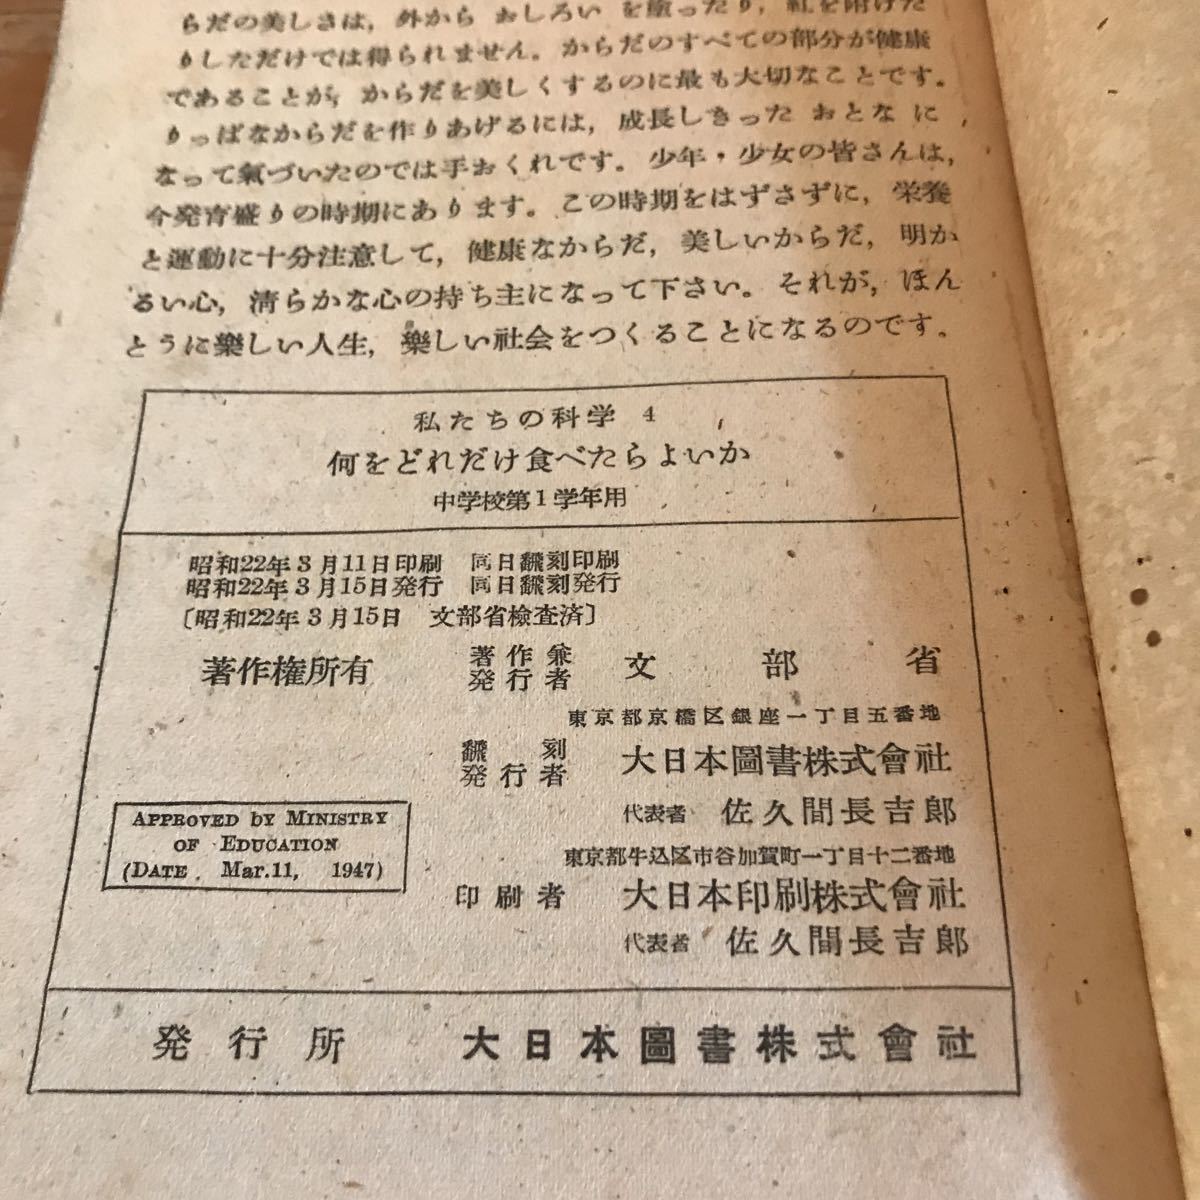 らだの美しさは，外から おしろい を塗ったり，紅を附けた
りしただけでは得られません。からだのすべての部分が健康
であることが，からだを美しくするのに最も大切なことです。
りっぱなからだを作りあげるには，成長しきった おとな に
なって氣づいたのでは手おくれです。少年・少女の皆さんは，
今発育盛りの時期にあります。この時期をはずさずに，栄養
と運動に十分注意して，健康なからだ，美しいからだ，明か
るい心，清らかな心の持ち主になって下さい。それが，ほん
とうに樂しい人生，樂しい社会をつくることになるのです。
私たちの科学 4
何をどれだけ食べたらよいか
中学校第1学年用
昭和22年3月11日印刷 同日飜刻印刷
昭和22年3月15日発行 同日飜刻発行
〔昭和22年3月15日 文部省検査済〕
著作権所有
著作兼
発行者
文部省
東京都京橋区銀座一丁目五番地
飜刻
発行者
大日本圖書株式會社
代表者 佐久間長吉郎
APPROVED BY MINISTRY
OF EDUCATION
(DATE Mar.11, 1947)
東京都牛込区市谷加賀町一丁目十二番地
印刷者 大日本印刷株式會社
代表者 佐久間長吉郎
発行所 大日本圖書株式會社